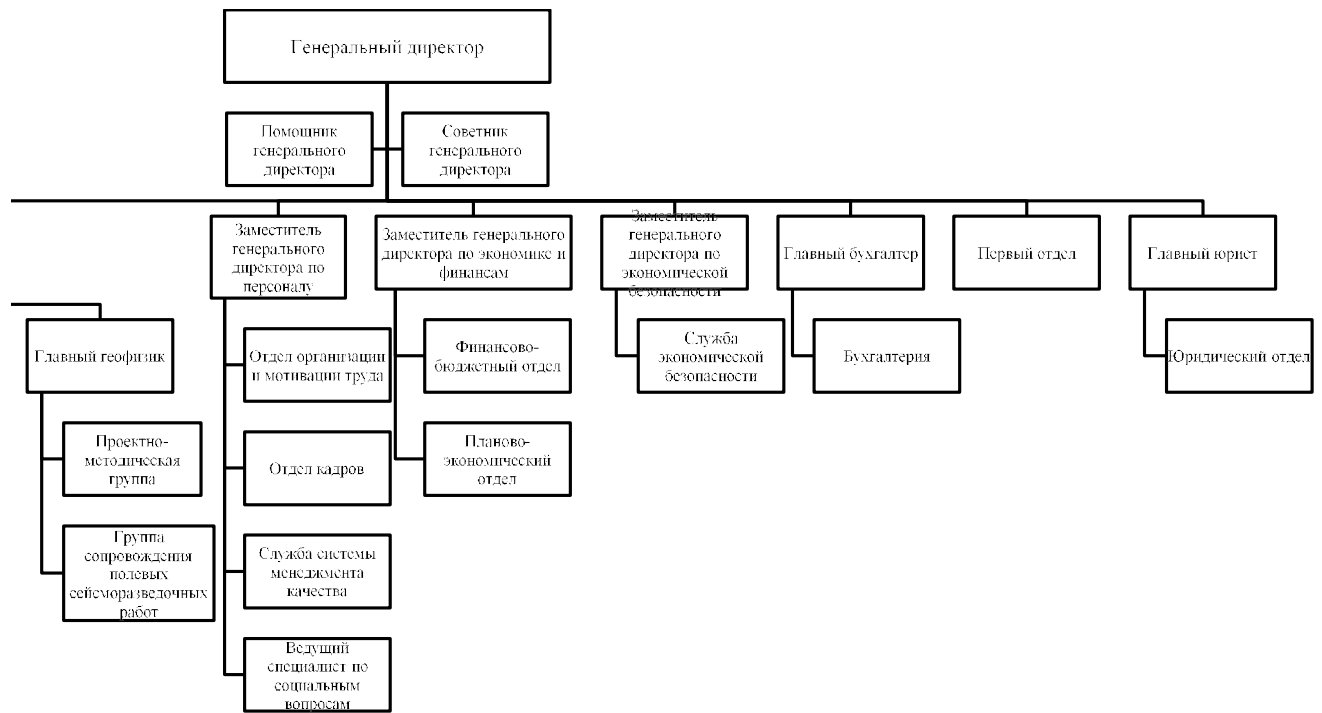 Генеральный директор
Помощник
генерального
директора
Советник
генерального
директора
Заместитель
генерального
директора по
персоналу
Заместитель генерального
директора по экономике и
финансам
Заместитель
генерального
директора по
экономической
безопасности
Главный бухгалтер
Первый отдел
Главный юрист
Главный геофизик
Проектно-
методическая
группа
Группа
сопровождения
полевых
сейсморазведочных
работ
Отдел организации
и мотивации труда
Отдел кадров
Служба системы
менеджмента
качества
Ведущий
специалист по
социальным
вопросам
Финансово-
бюджетный отдел
Планово-
экономический
отдел
Служба
экономической
безопасности
Бухгалтерия
Юридический отдел